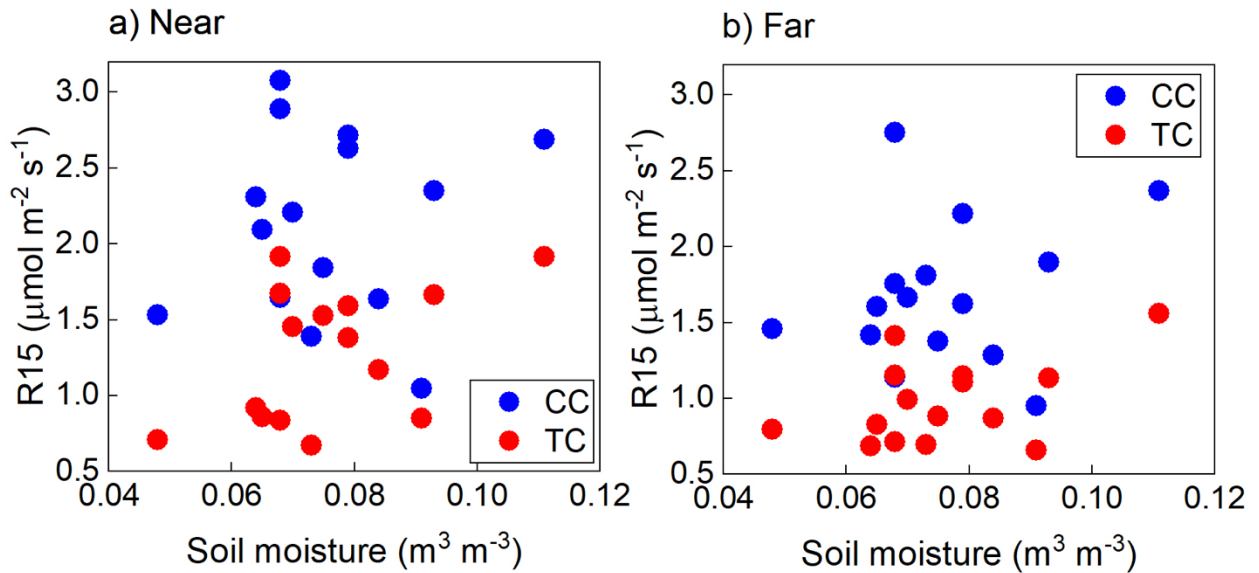 a) Near
R15 (μmol m⁻² s⁻¹)
3.0
2.5
2.0
1.5
1.0
0.5
CC
TC
0.04
0.06
0.08
0.10
0.12
Soil moisture (m³ m⁻³)
b) Far
R15 (μmol m⁻² s⁻¹)
3.0
2.5
2.0
1.5
1.0
0.5
CC
TC
0.04
0.06
0.08
0.10
0.12
Soil moisture (m³ m⁻³)